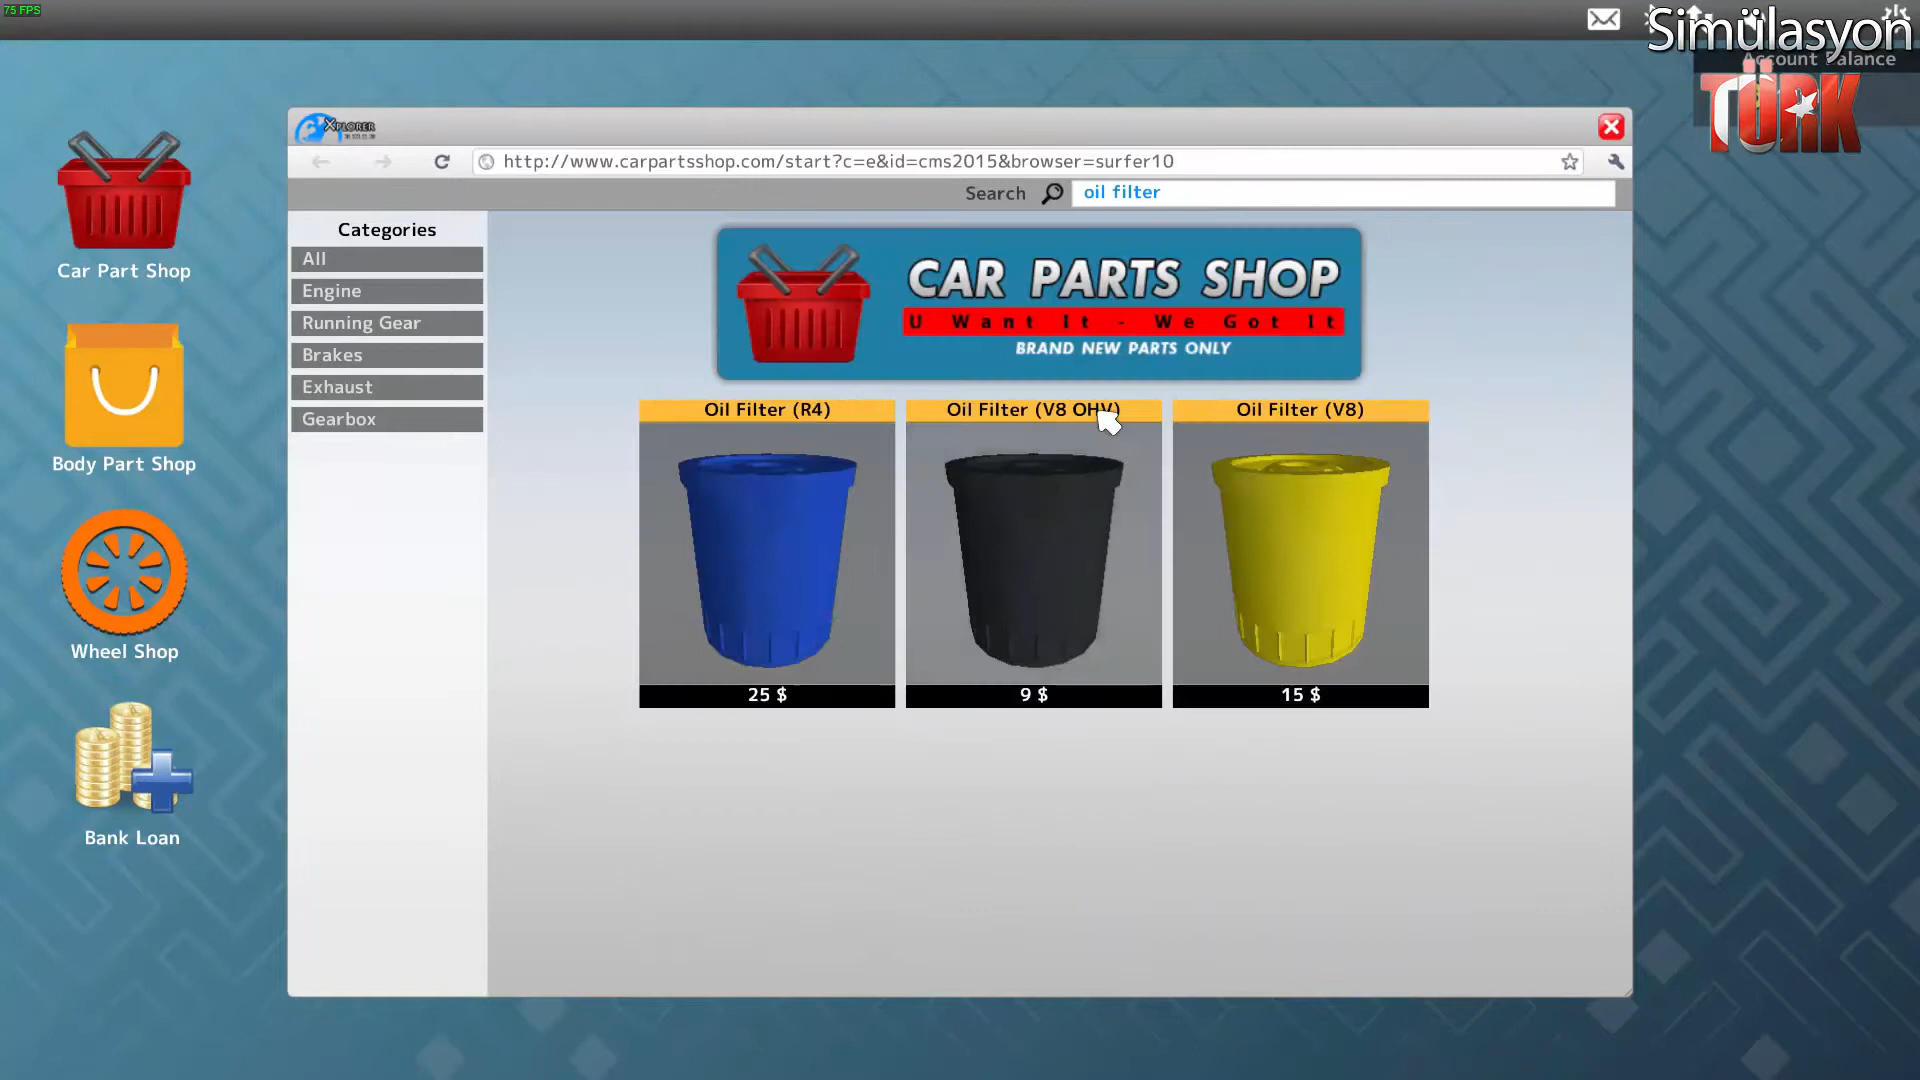 75 FPS
Simülasyon
Account Balance
TÜRK
XPLORER
http://www.carpartsshop.com/start?c=e&id=cms2015&browser=surfer10
Search
oil filter
Categories
All
Engine
Running Gear
Brakes
Exhaust
Gearbox
Car Part Shop
Body Part Shop
Wheel Shop
Bank Loan
CAR PARTS SHOP
U Want It - We Got It
BRAND NEW PARTS ONLY
Oil Filter (R4)
Oil Filter (V8 OHV)
Oil Filter (V8)
25 $
9 $
15 $